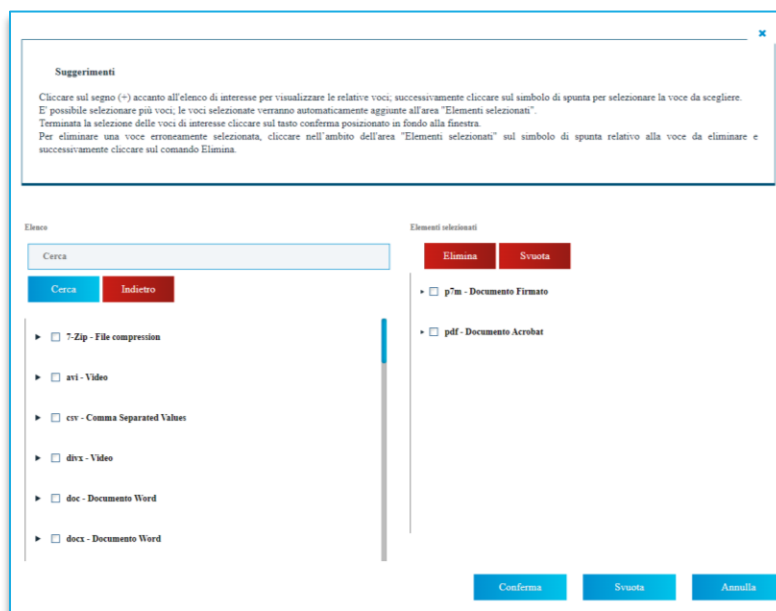 Suggerimenti
Cliccare sul segno (+) accanto all'elenco di interesse per visualizzare le relative voci; successivamente cliccare sul simbolo di spunta per selezionare la voce da scegliere.
E' possibile selezionare più voci; le voci selezionate verranno automaticamente aggiunte all'area "Elementi selezionati".
Terminata la selezione delle voci di interesse cliccare sul tasto conferma posizionato in fondo alla finestra.
Per eliminare una voce erroneamente selezionata, cliccare nell'ambito dell'area "Elementi selezionati" sul simbolo di spunta relativo alla voce da eliminare e
successivamente cliccare sul comando Elimina.
Elenco
Cerca
Cerca Indietro
7-Zip - File compression
avi - Video
csv - Comma Separated Values
divx - Video
doc - Documento Word
docx - Documento Word
Elementi selezionati
Elimina Svuota
p7m - Documento Firmato
pdf - Documento Acrobat
Conferma Svuota Annulla